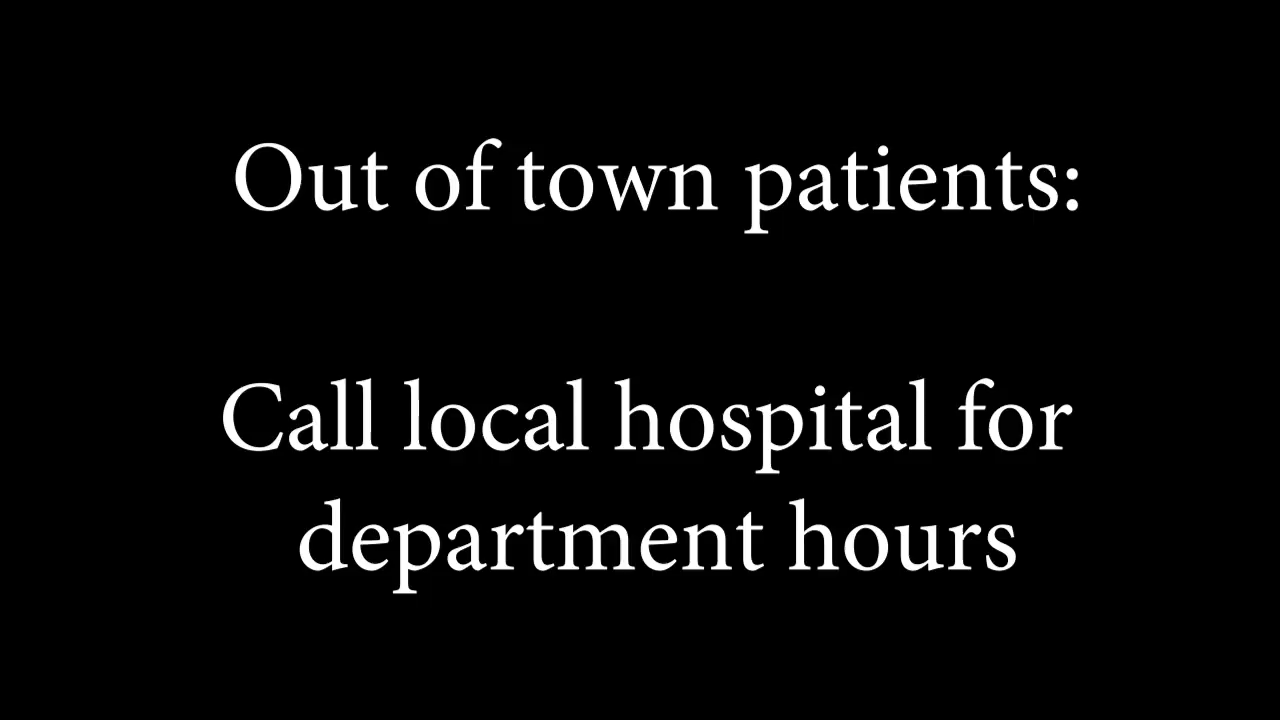 Out of town patients:
Call local hospital for
department hours